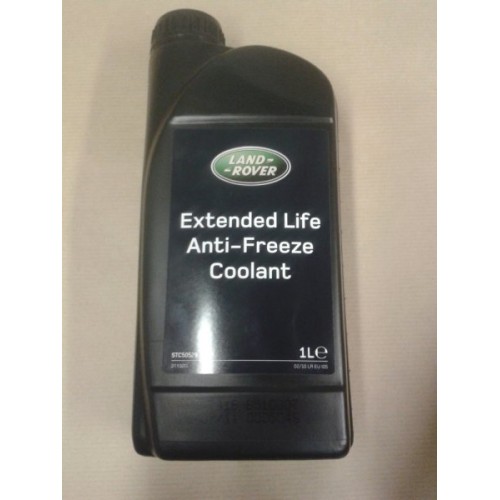 LAND-
-ROVER
Extended Life
Anti-Freeze
Coolant
1L℮